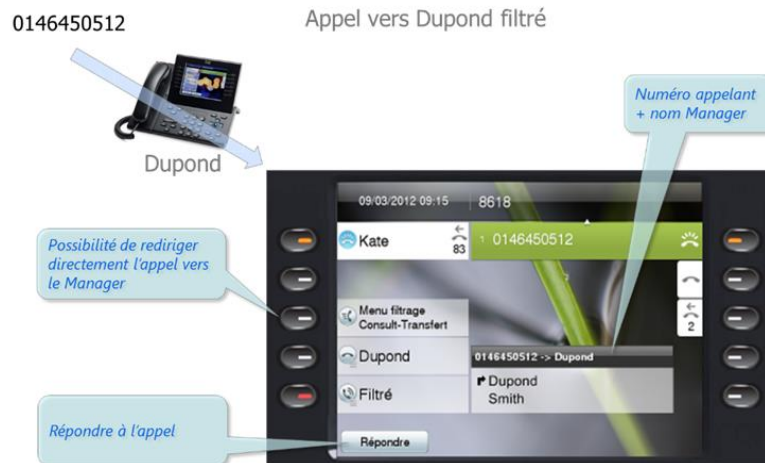 0146450512
Appel vers Dupond filtré
Dupond
Numéro appelant
+ nom Manager
09/03/2012 09:15
8618
Kate
83
1 0146450512
2
Possibilité de rediriger
directement l'appel vers
le Manager
Menu filtrage
Consult-Transfert
2
Dupond
0146450512 -> Dupond
Filtré
Dupond
Smith
Répondre à l'appel
Répondre